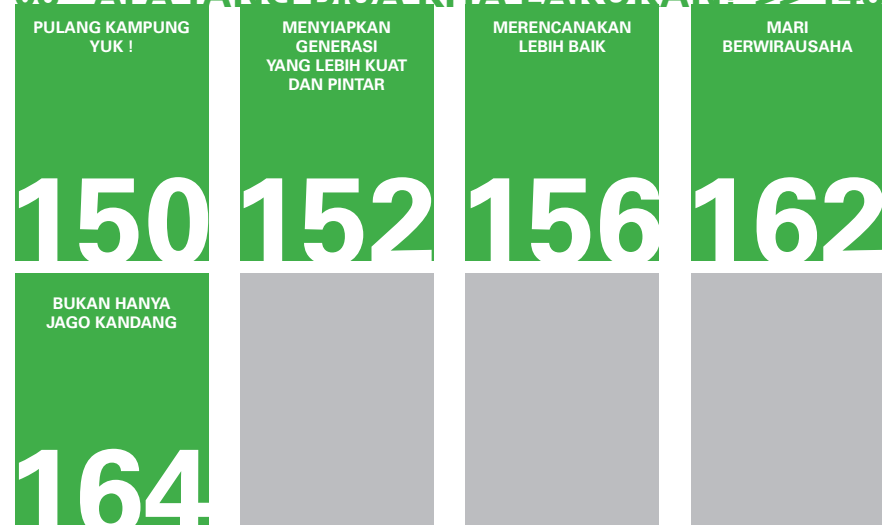 PULANG KAMPUNG
YUK !
150
MENYIAPKAN
GENERASI
YANG LEBIH KUAT
DAN PINTAR
152
MERENCANAKAN
LEBIH BAIK
156
MARI
BERWIRAUSAHA
162
BUKAN HANYA
JAGO KANDANG
164